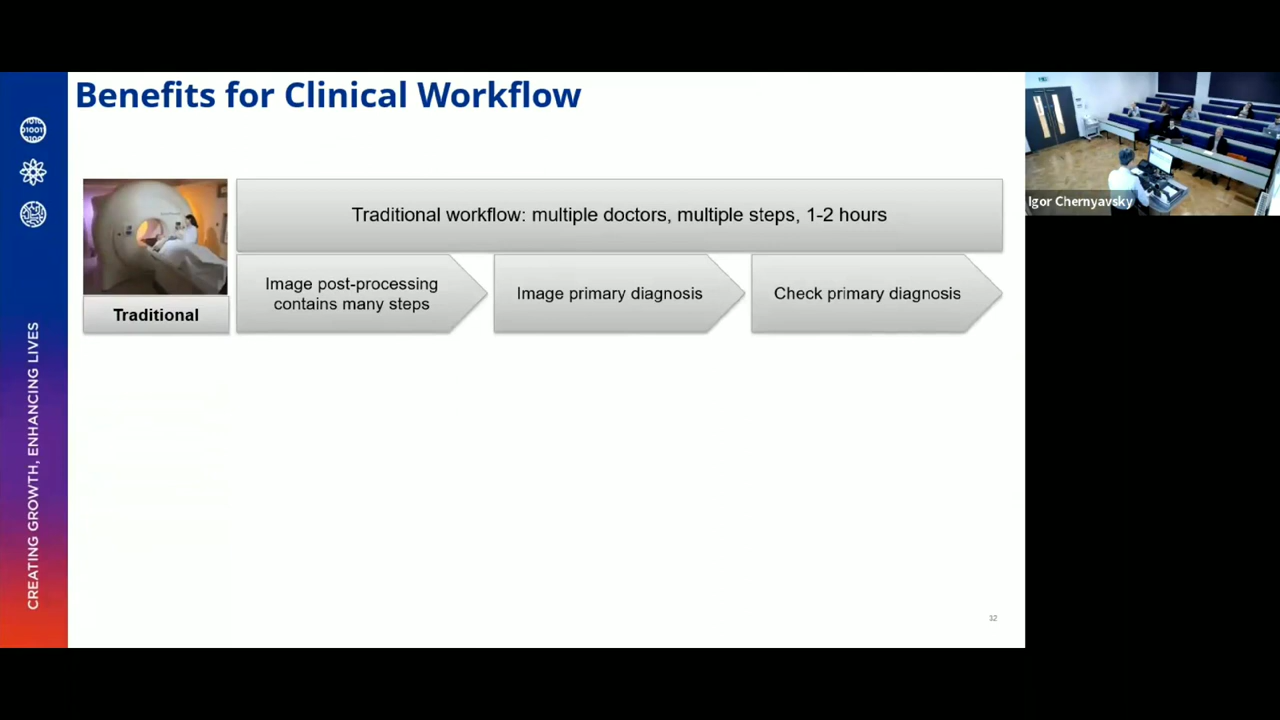 Benefits for Clinical Workflow
Igor Chernyavsky
Traditional workflow: multiple doctors, multiple steps, 1-2 hours
Image post-processing
contains many steps
Image primary diagnosis
Check primary diagnosis
Traditional
CREATING GROWTH, ENHANCING LIVES
32